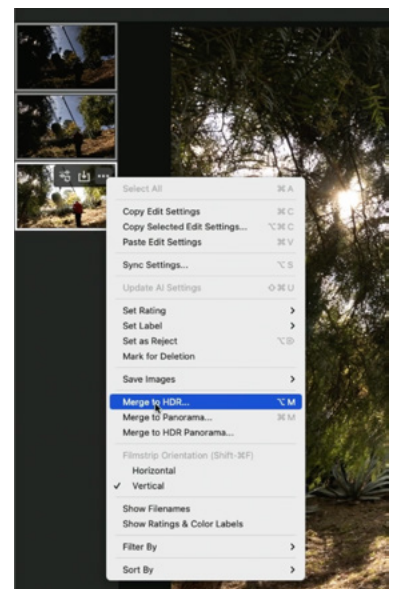 Select All ⌘ A
Copy Edit Settings ⌘ C
Copy Selected Edit Settings... ⌥ ⌘ C
Paste Edit Settings ⌘ V
Sync Settings... ⌥ S
Update AI Settings ⇧ ⌘ U
Set Rating >
Set Label >
Set as Reject ⌥ ⌦
Mark for Deletion
Save Images >
Merge to HDR... ⌥ M
Merge to Panorama... ⌘ M
Merge to HDR Panorama...
Filmstrip Orientation (Shift-⌘F)
Horizontal
✓ Vertical
Show Filenames
Show Ratings & Color Labels
Filter By >
Sort By >